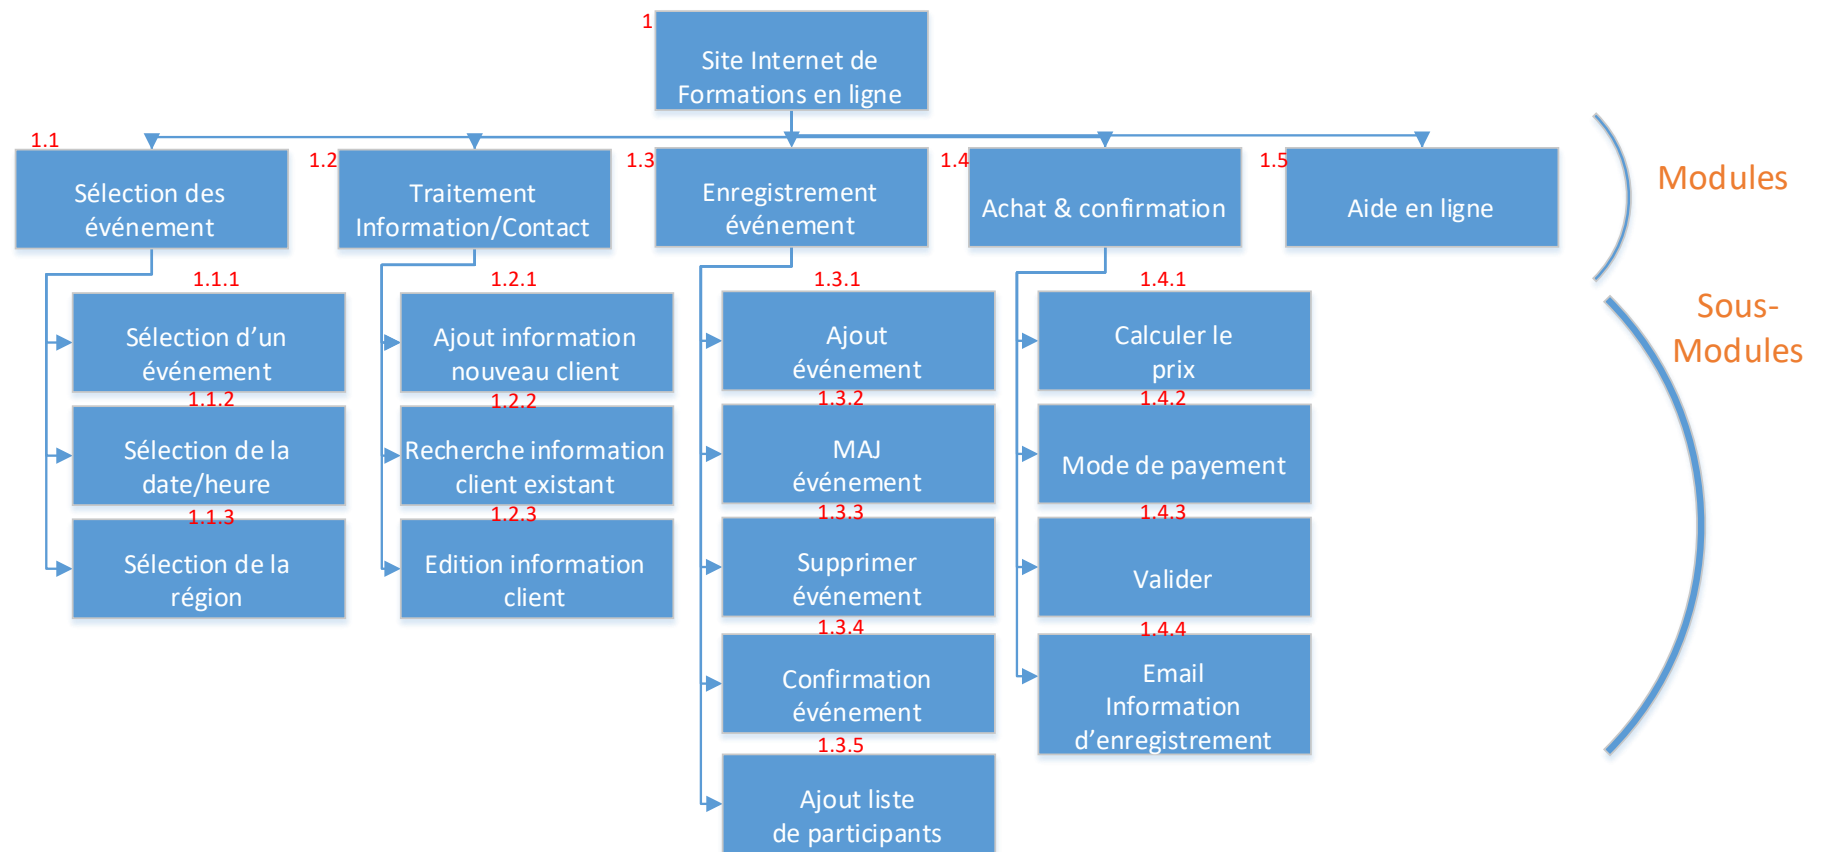 1
Site Internet de
Formations en ligne
1.1
Sélection des
événement
1.2
Traitement
Information/Contact
1.3
Enregistrement
événement
1.4
Achat & confirmation
1.5
Aide en ligne
Modules
1.1.1
Sélection d’un
événement
1.1.2
Sélection de la
date/heure
1.1.3
Sélection de la
région
1.2.1
Ajout information
nouveau client
1.2.2
Recherche information
client existant
1.2.3
Edition information
client
1.3.1
Ajout
événement
1.3.2
MAJ
événement
1.3.3
Supprimer
événement
1.3.4
Confirmation
événement
1.3.5
Ajout liste
de participants
1.4.1
Calculer le
prix
1.4.2
Mode de payement
1.4.3
Valider
1.4.4
Email
Information
d’enregistrement
Sous-
Modules